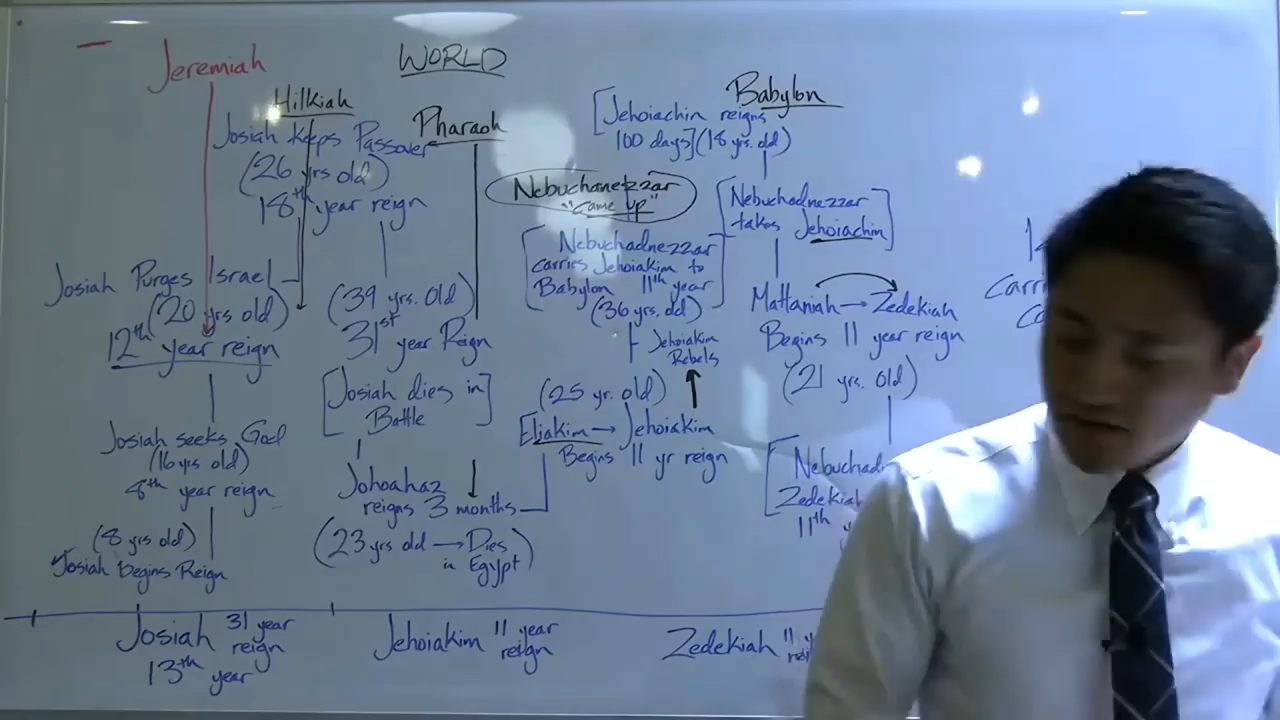 Jeremiah
WORLD
Hilkiah
Josiah Keeps Passover
(26 yrs old)
18th year reign
Pharaoh
Babylon
[Jehoiachin reigns
100 days] (18 yrs. old)
Nebuchanezzar
"came up"
[Nebuchadnezzar
takes Jehoiachin]
[Nebuchadnezzar
carries Jehoiakim to
Babylon 11th year]
(36 yrs. old)
Jehoiakim
Rebels
Josiah Purges Israel
(20 yrs old)
12th year reign
(39 yrs. Old)
31st year Reign
Mattaniah → Zedekiah
Begins 11 year reign
(21 yrs. Old)
[Josiah dies in
Battle]
(25 yr. old)
Eliakim → Jehoiakim
Begins 11 yr reign
Josiah seeks God
(16 yrs old)
8th year reign
Johoahaz
reigns 3 months
(23 yrs old → Dies
in Egypt)
[Nebuchad
Zedekiah
11th
(8 yrs old)
Josiah Begins Reign
Josiah 31 year
reign
13th year
Jehoiakim 11 year
reign
Zedekiah 11
Carri